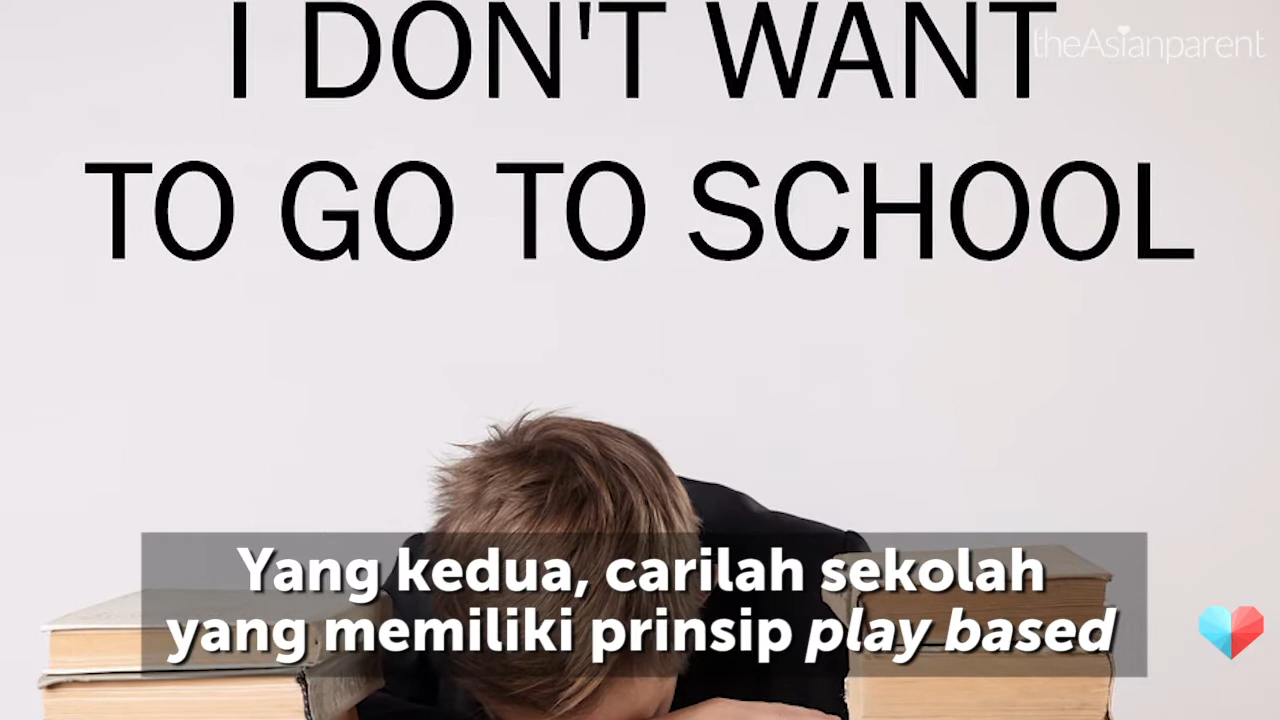 I DON'T WANT
theAsianparent
TO GO TO SCHOOL
Yang kedua, carilah sekolah
yang memiliki prinsip play based